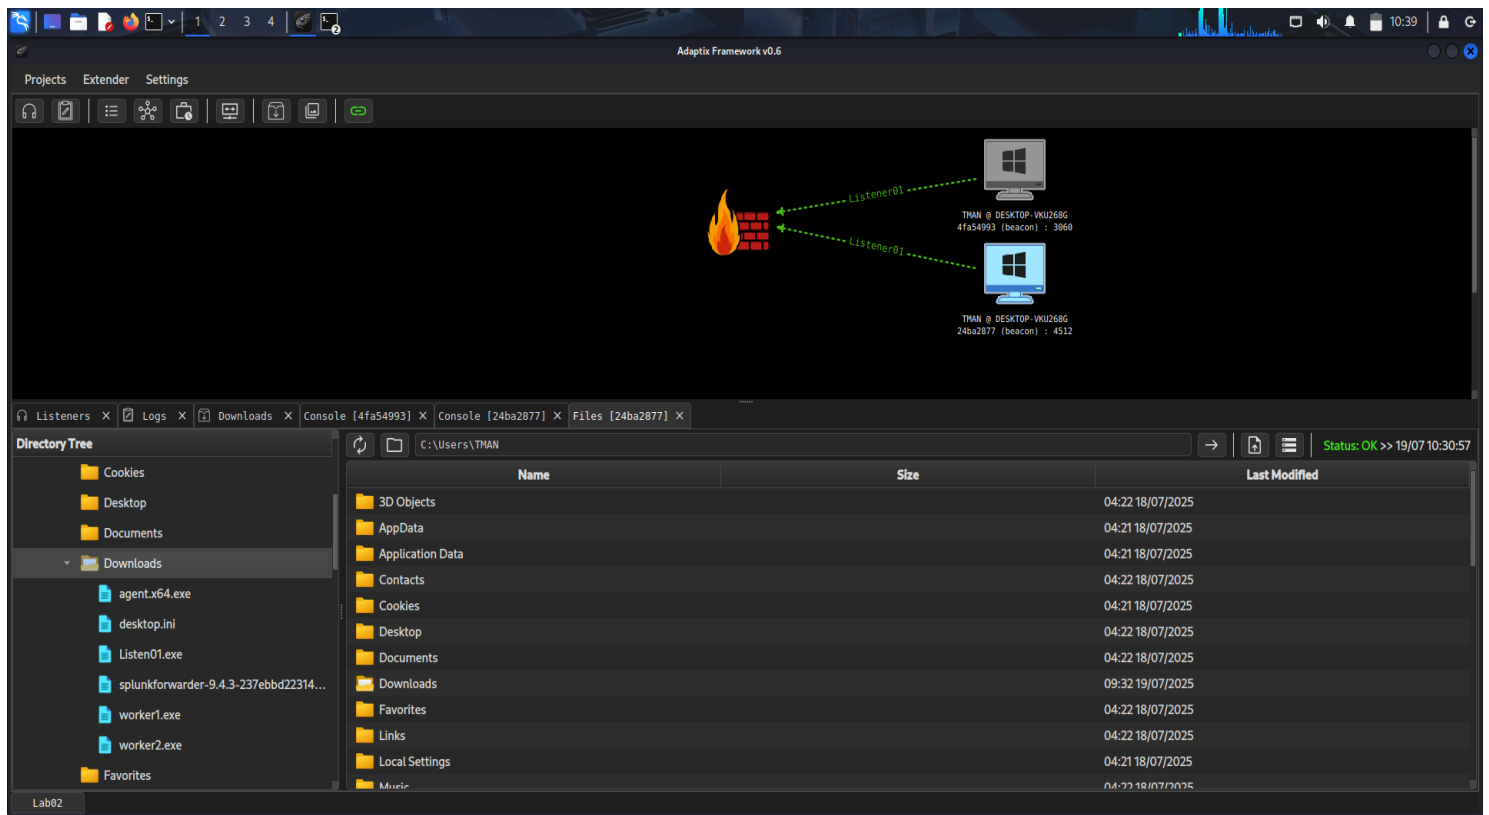 1 2 3 4 2 10:39
Adaptix Framework v0.6
Projects Extender Settings
Listener01
TMAN @ DESKTOP-VKU268G
4fa54993 (beacon) : 3060
Listener01
TMAN @ DESKTOP-VKU268G
24ba2877 (beacon) : 4512
Listeners X Logs X Downloads X Console [4fa54993] X Console [24ba2877] X Files [24ba2877] X
Directory Tree
Cookies
Desktop
Documents
Downloads
agent.x64.exe
desktop.ini
Listen01.exe
splunkforwarder-9.4.3-237ebbd22314...
worker1.exe
worker2.exe
Favorites
C:\Users\TMAN
Status: OK >> 19/07 10:30:57
Name Size Last Modified
3D Objects 04:22 18/07/2025
AppData 04:21 18/07/2025
Application Data 04:21 18/07/2025
Contacts 04:22 18/07/2025
Cookies 04:21 18/07/2025
Desktop 04:22 18/07/2025
Documents 04:22 18/07/2025
Downloads 09:32 19/07/2025
Favorites 04:22 18/07/2025
Links 04:22 18/07/2025
Local Settings 04:21 18/07/2025
Music 04:22 18/07/2025
Lab02